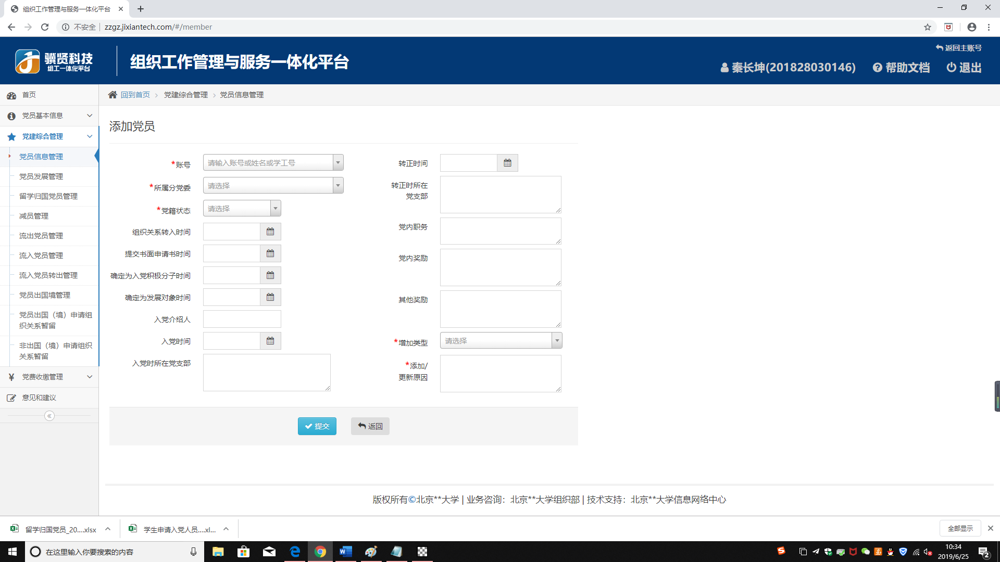 组织工作管理与服务一体化平台
不安全 | zzgz.jixiantech.com/#/member
骥贤科技
组工一体化平台
组织工作管理与服务一体化平台
返回主账号
秦长坤(201828030146)
帮助文档
退出
首页
党员基本信息
党建综合管理
党员信息管理
党员发展管理
留学归国党员管理
减员管理
流出党员管理
流入党员管理
流入党员转出管理
党员出国境管理
党员出国（境）申请组
织关系暂留
非出国（境）申请组织
关系暂留
党费收缴管理
意见和建议
回到首页 > 党建综合管理 > 党员信息管理
添加党员
*账号 请输入账号或姓名或学工号
*所属分党委 请选择
*党籍状态 请选择
组织关系转入时间
提交书面申请书时间
确定为入党积极分子时间
确定为发展对象时间
入党介绍人
入党时间
入党时所在党支部
转正时间
转正时所在
党支部
党内职务
党内奖励
其他奖励
*增加类型 请选择
*添加/
更新原因
提交
返回
版权所有©北京**大学 | 业务咨询：北京**大学组织部 | 技术支持：北京**大学信息网络中心
留学归国党员_20....xlsx
学生申请入党人员....xl...
全部显示
在这里输入你要搜索的内容
10:34
2019/6/25
2